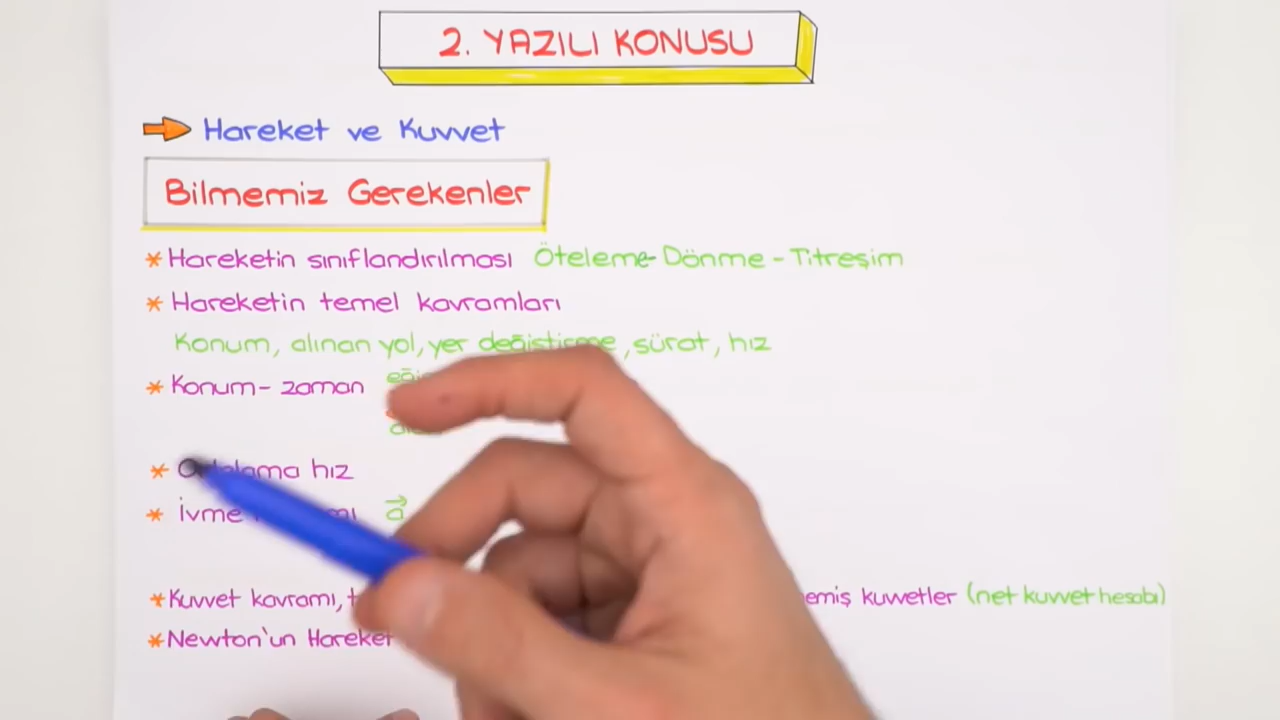 2. YAZILI KONUSU
Hareket ve Kuvvet
Bilmemiz Gerekenler
* Hareketin sınıflandırılması Öteleme-Dönme-Titreşim
* Hareketin temel kavramları
Konum, alınan yol, yer değiştirme, sürat, hız
* Konum-zaman
* Ortalama hız
* İvme a
* Kuvvet kavramı, kuvvetler (net kuvvet hesabı)
* Newton'un Hareket